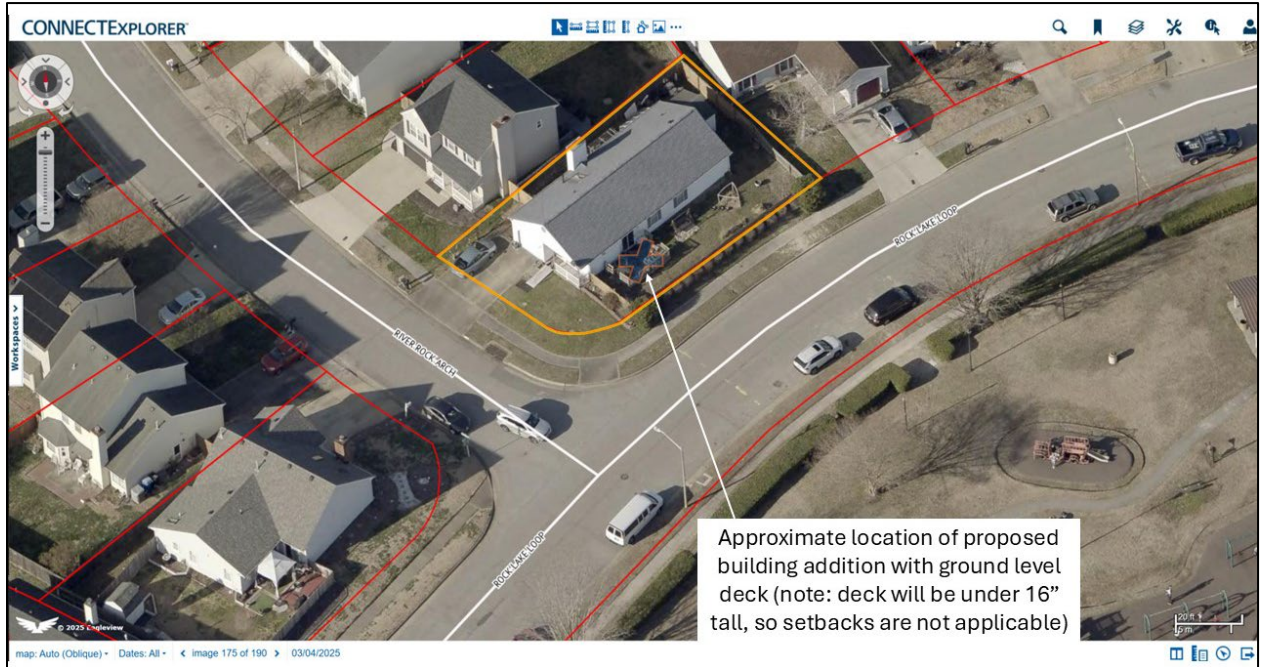 CONNECTEXPLORER
ROCK LAKE LOOP
RIVER ROCK ARCH
Workspaces
ROCK LAKE LOOP
Approximate location of proposed
building addition with ground level
deck (note: deck will be under 16”
tall, so setbacks are not applicable)
20 ft
5 m
© 2025 Eagleview
map: Auto (Oblique) Dates: All < image 175 of 190 > 03/04/2025